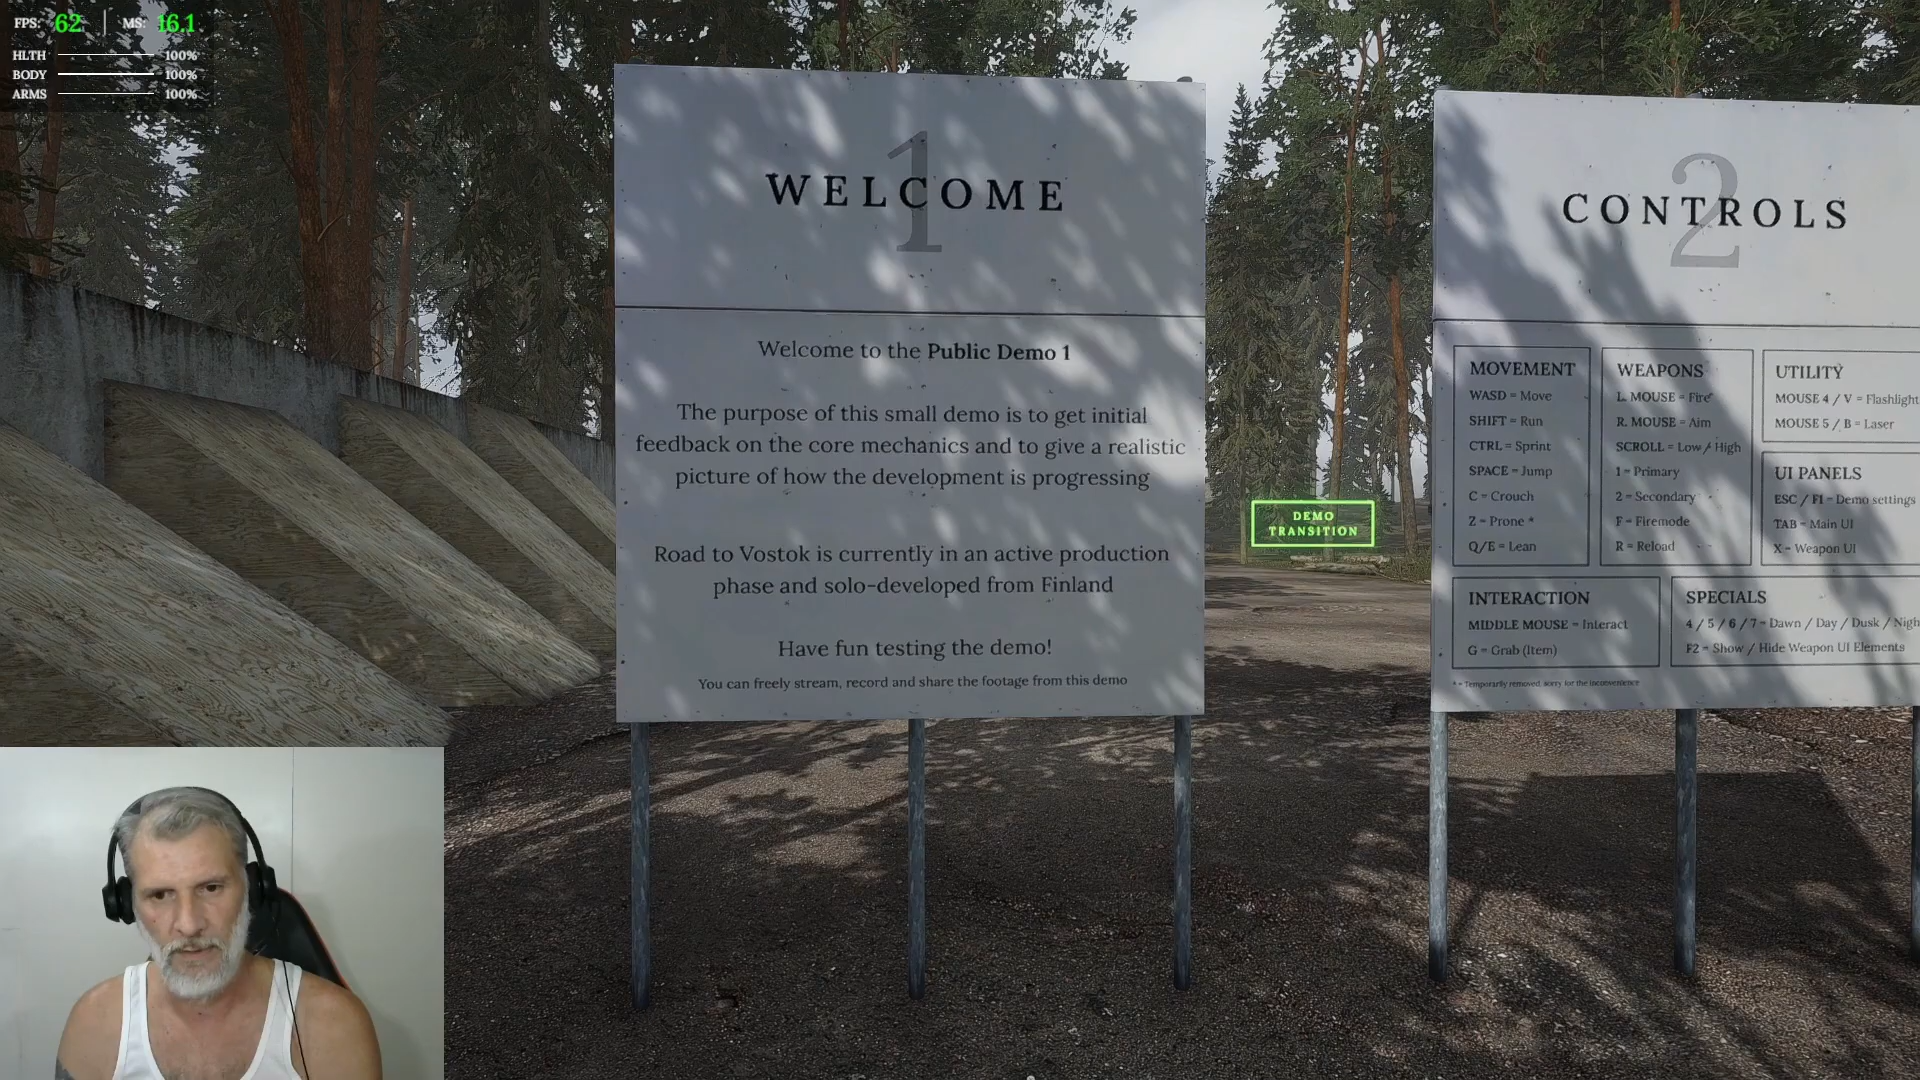 FPS: 62 | MS: 16.1
HLTH 100%
BODY 100%
ARMS 100%
1
WELCOME
Welcome to the Public Demo 1
The purpose of this small demo is to get initial
feedback on the core mechanics and to give a realistic
picture of how the development is progressing
Road to Vostok is currently in an active production
phase and solo-developed from Finland
Have fun testing the demo!
You can freely stream, record and share the footage from this demo
DEMO
TRANSITION
2
CONTROLS
MOVEMENT
WASD = Move
SHIFT = Run
CTRL = Sprint
SPACE = Jump
C = Crouch
Z = Prone *
Q/E = Lean
WEAPONS
L. MOUSE = Fire
R. MOUSE = Aim
SCROLL = Low / High
1 = Primary
2 = Secondary
F = Firemode
R = Reload
UTILITY
MOUSE 4 / V = Flashlight
MOUSE 5 / B = Laser
UI PANELS
ESC / F1 = Demo settings
TAB = Main UI
X = Weapon UI
INTERACTION
MIDDLE MOUSE = Interact
G = Grab (Item)
SPECIALS
4 / 5 / 6 / 7 = Dawn / Day / Dusk / Nigh
F2 = Show / Hide Weapon UI Elements
* = Temporarily removed, sorry for the inconvenience